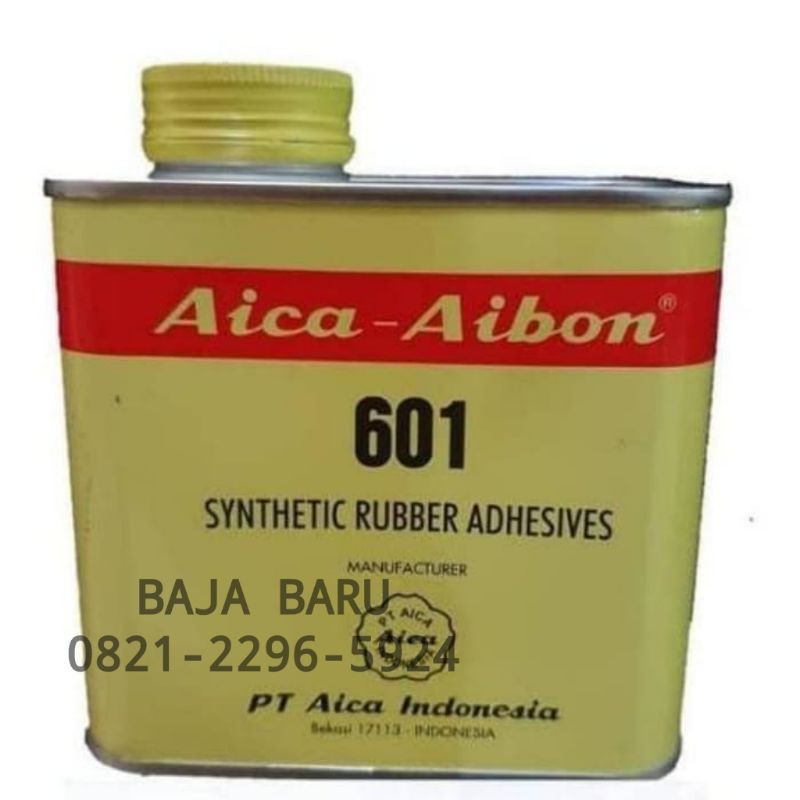 Aica-Aibon®
601
SYNTHETIC RUBBER ADHESIVES
MANUFACTURER
BAJA BARU
PT AICA
Aica
INDONESIA
0821-2296-5924
PT Aica Indonesia
Bekasi 17113 - INDONESIA